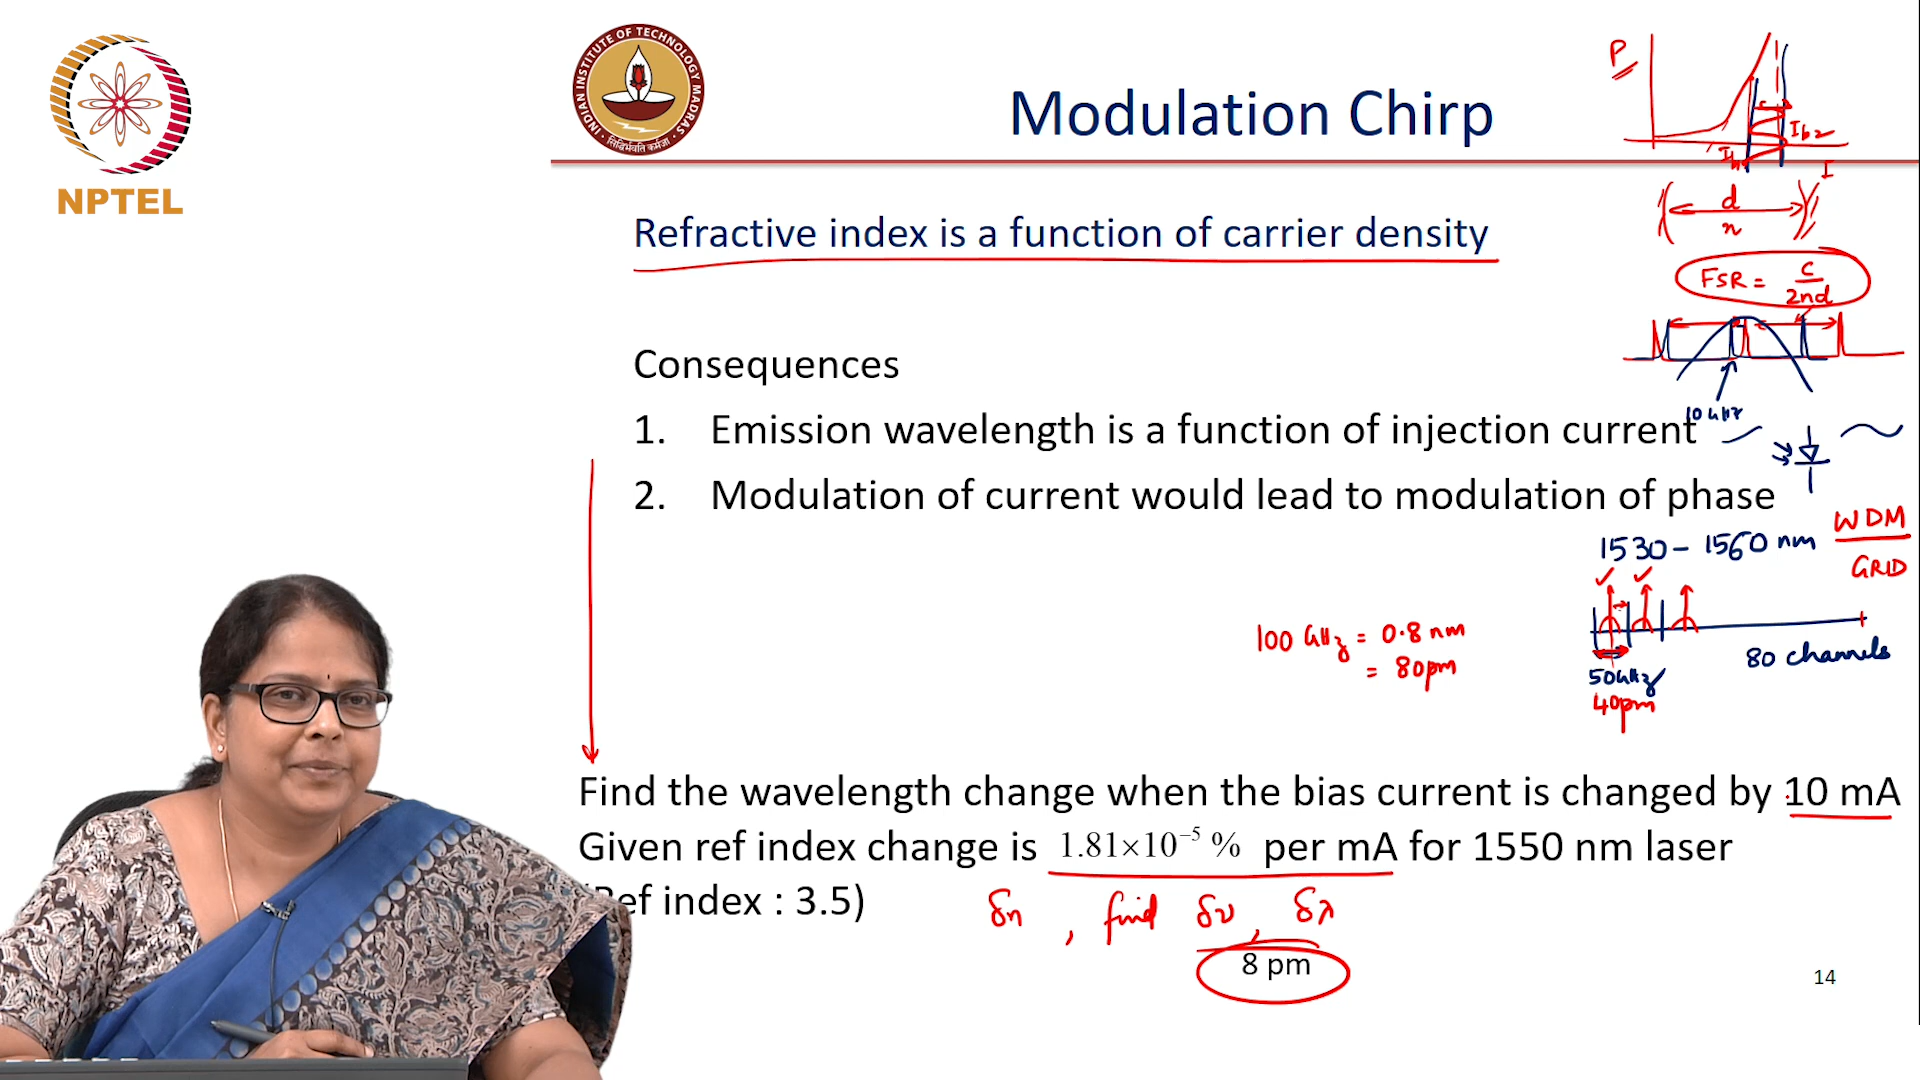 NPTEL
INDIAN INSTITUTE OF TECHNOLOGY MADRAS
सिद्धिर्भवति कर्मजा
Modulation Chirp
P
I
d
n
FSR = c/2nd
Refractive index is a function of carrier density
Consequences
10 GHz
1. Emission wavelength is a function of injection current
2. Modulation of current would lead to modulation of phase
WDM
GRID
1530 - 1560 nm
100 GHz = 0.8 nm
= 80pm
80 channels
50GHz
40pm
Find the wavelength change when the bias current is changed by 10 mA
Given ref index change is 1.81×10⁻⁵ % per mA for 1550 nm laser
ef index : 3.5)
δn , find δν, δλ
8 pm
14